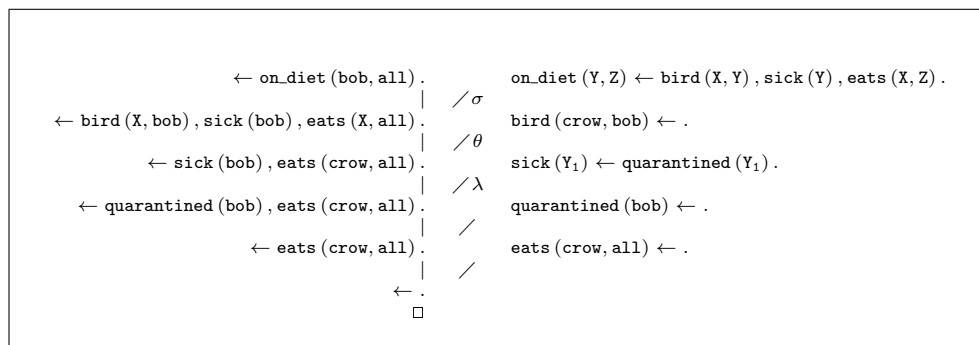 ← on_diet (bob, all) . on_diet (Y, Z) ← bird (X, Y) , sick (Y) , eats (X, Z) .
| / σ
← bird (X, bob) , sick (bob) , eats (X, all) . bird (crow, bob) ← .
| / θ
← sick (bob) , eats (crow, all) . sick (Y₁) ← quarantined (Y₁) .
| / λ
← quarantined (bob) , eats (crow, all) . quarantined (bob) ← .
| /
← eats (crow, all) . eats (crow, all) ← .
| /
← .
□